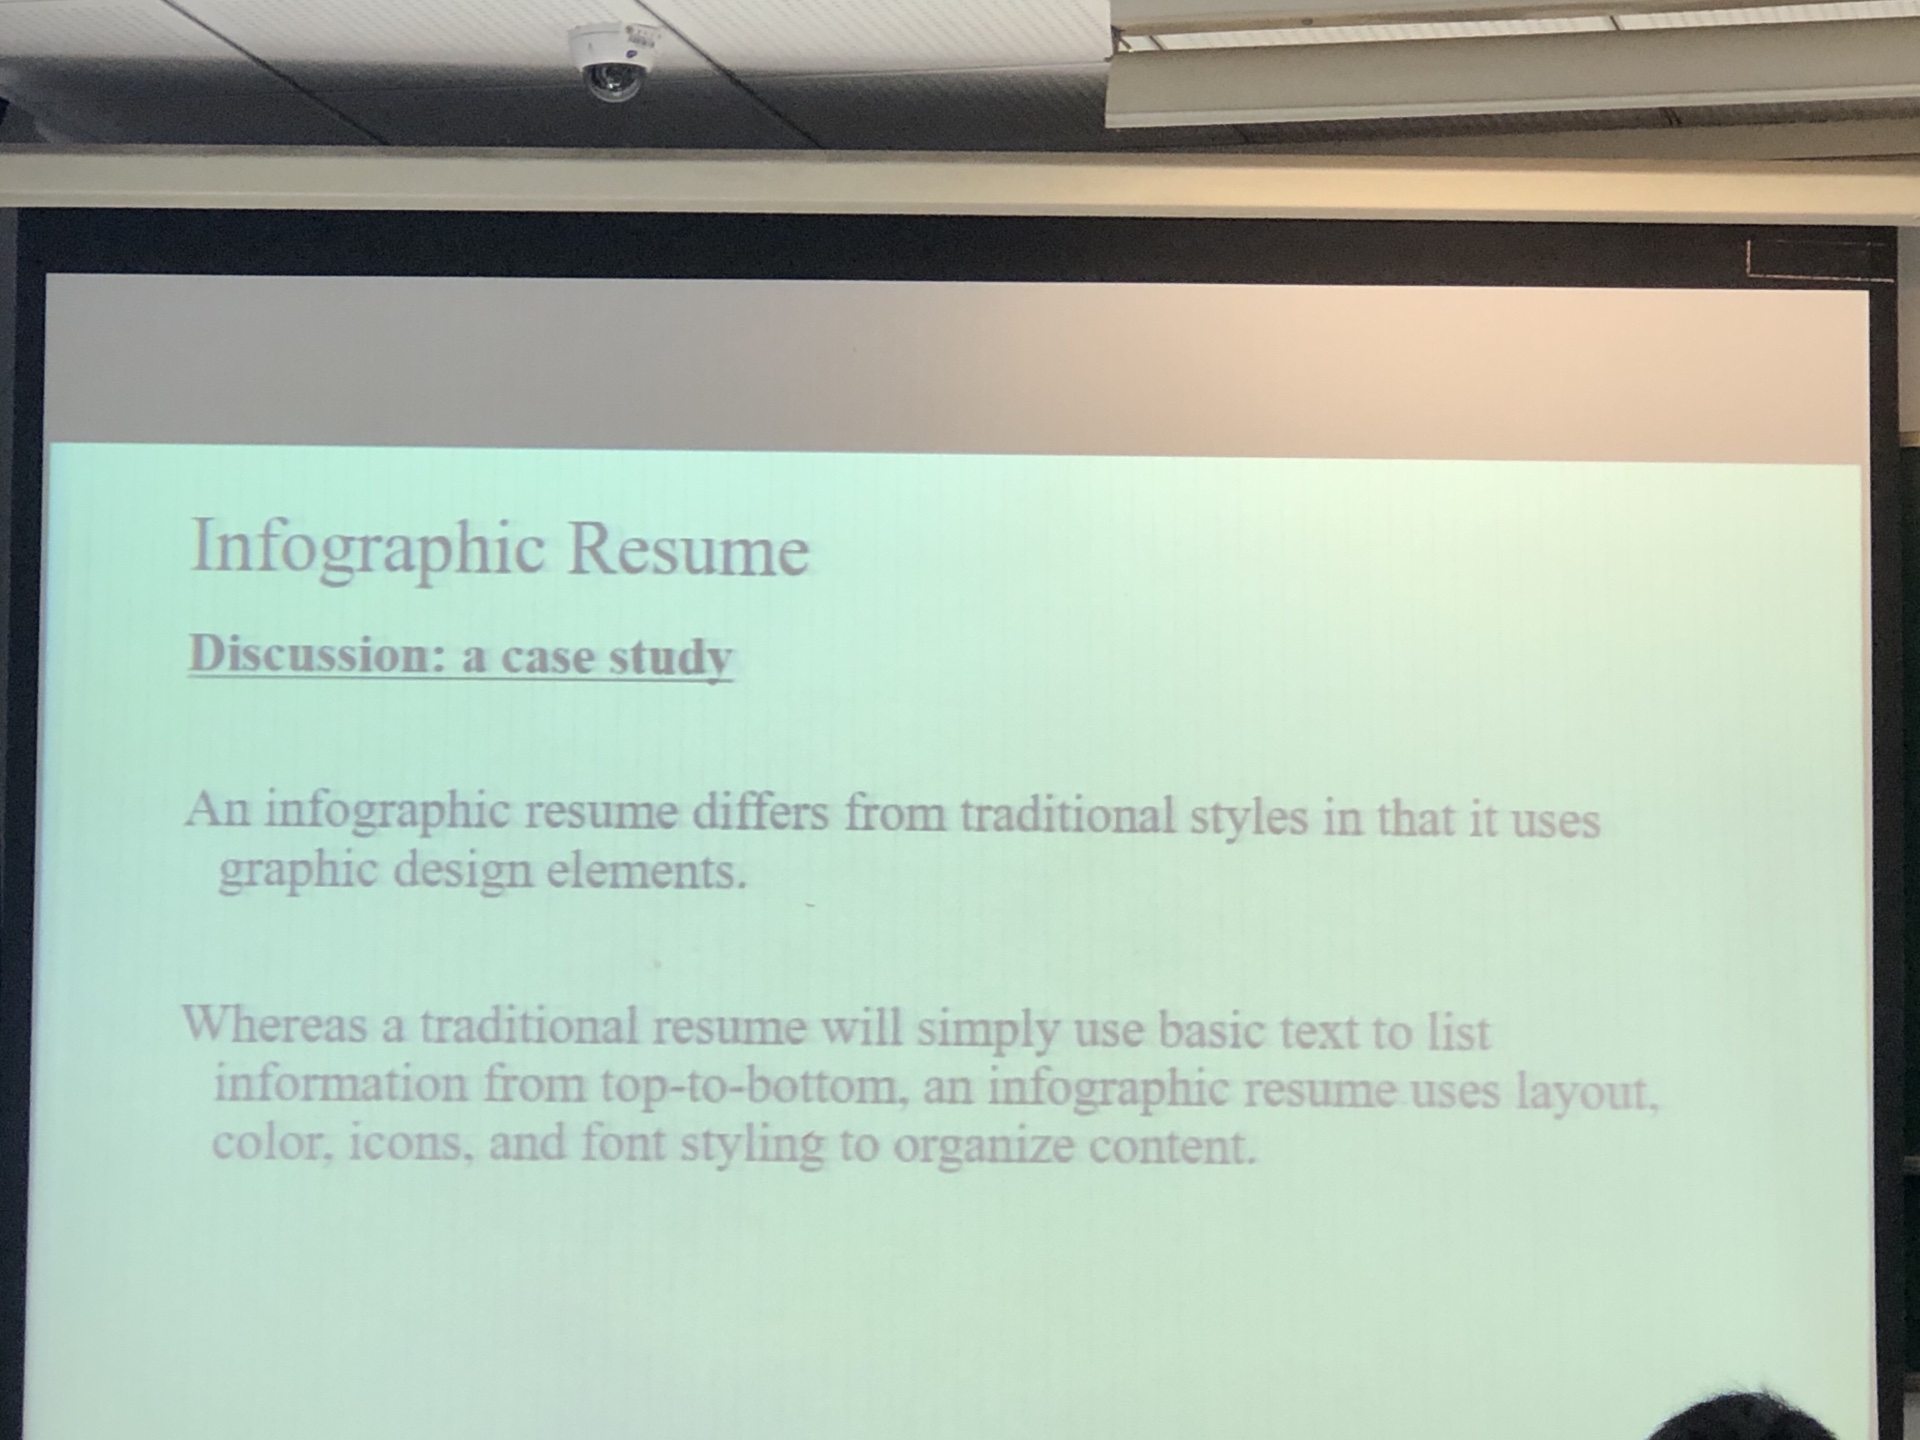 Infographic Resume
Discussion: a case study
An infographic resume differs from traditional styles in that it uses
graphic design elements.
Whereas a traditional resume will simply use basic text to list
information from top-to-bottom, an infographic resume uses layout,
color, icons, and font styling to organize content.